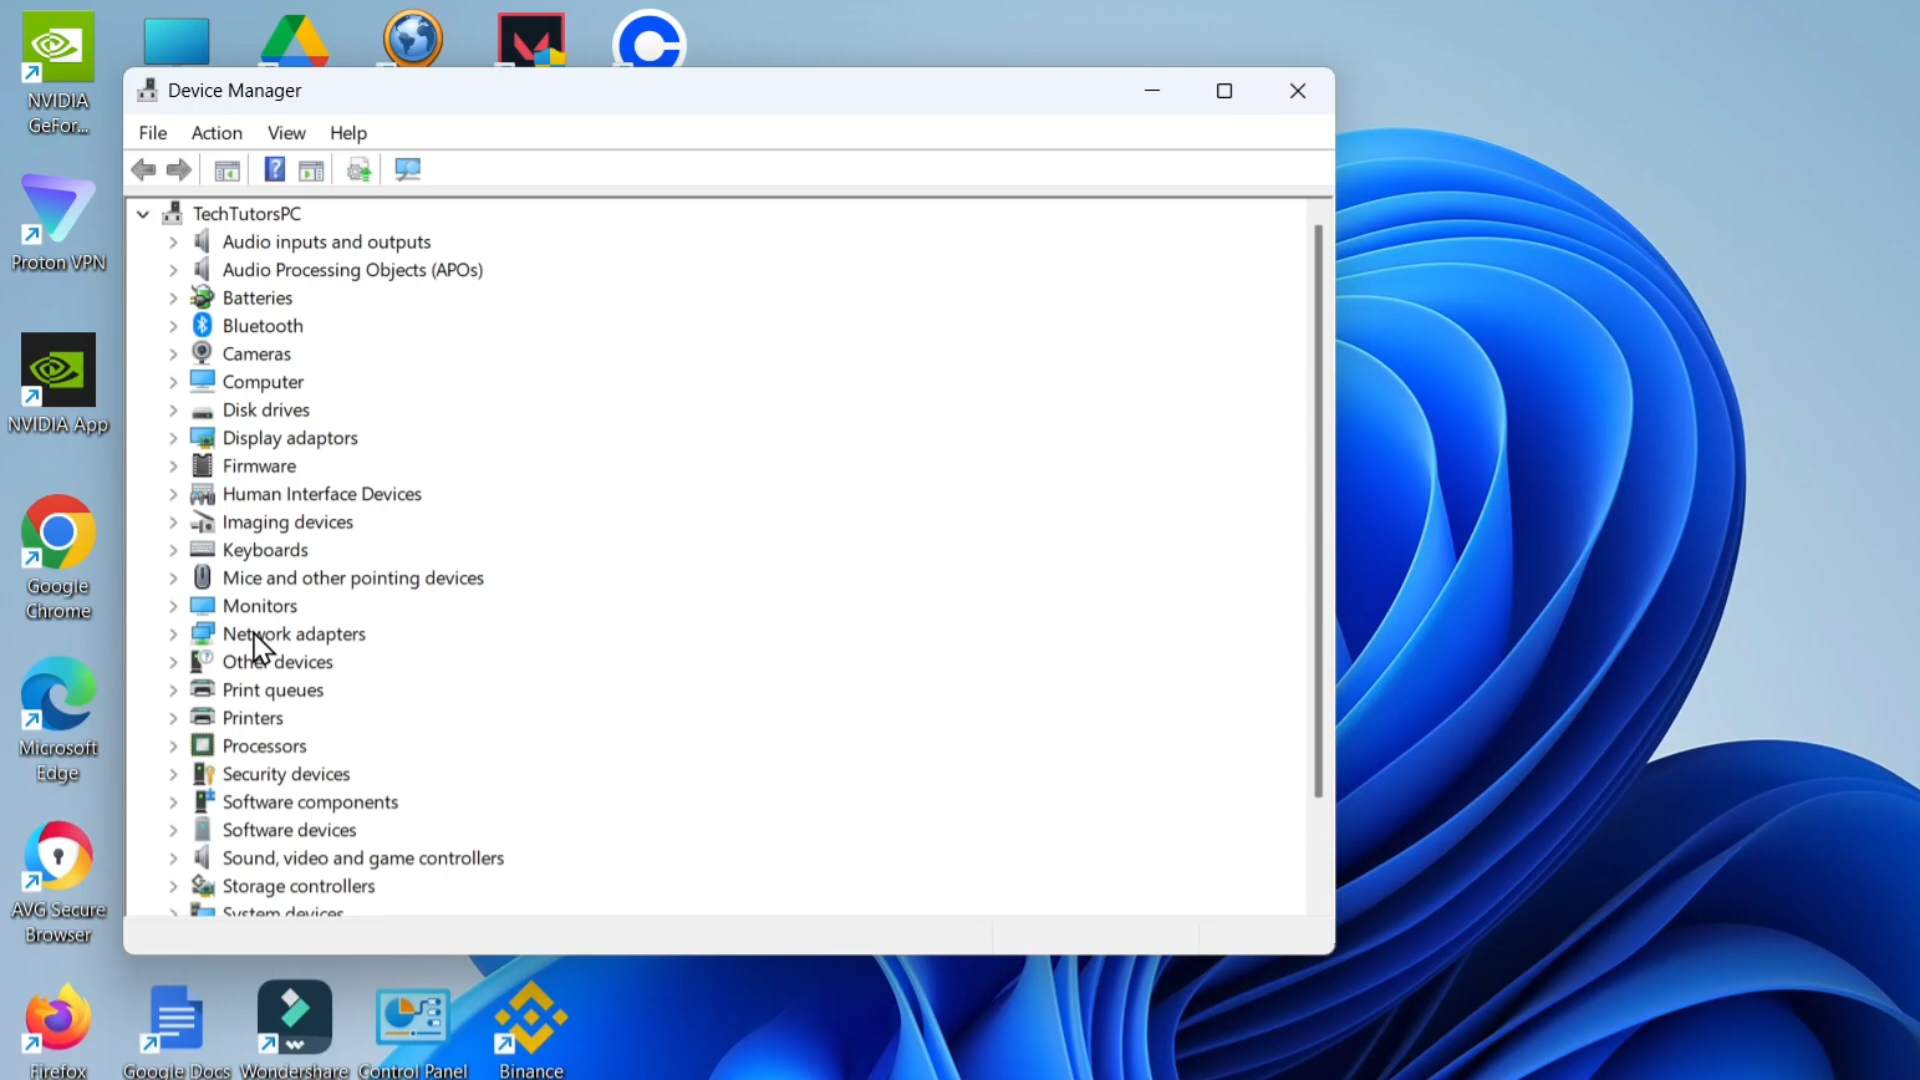 NVIDIA
GeFor...
Proton VPN
NVIDIA App
Google
Chrome
Microsoft
Edge
AVG Secure
Browser
Firefox
Google Docs
Wondershare
Control Panel
Binance
Device Manager
File
Action
View
Help
TechTutorsPC
Audio inputs and outputs
Audio Processing Objects (APOs)
Batteries
Bluetooth
Cameras
Computer
Disk drives
Display adaptors
Firmware
Human Interface Devices
Imaging devices
Keyboards
Mice and other pointing devices
Monitors
Network adapters
Other devices
Print queues
Printers
Processors
Security devices
Software components
Software devices
Sound, video and game controllers
Storage controllers
System devices